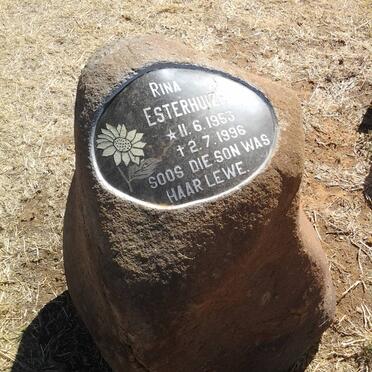 RINA
ESTERHUIZEN
* 11.6.1953
† 2.7.1996
SOOS DIE SON WAS
HAAR LEWE.